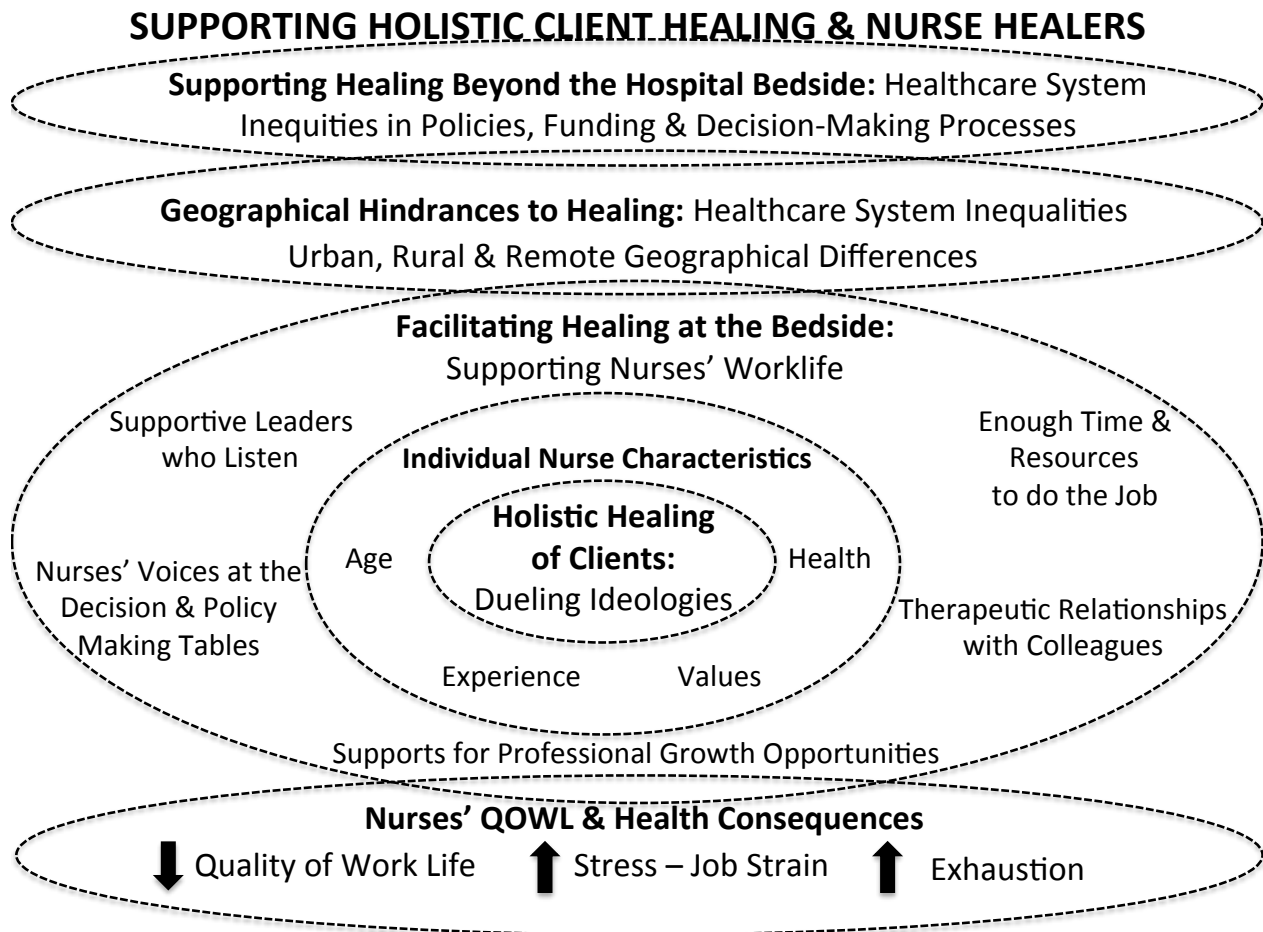 SUPPORTING HOLISTIC CLIENT HEALING & NURSE HEALERS
Supporting Healing Beyond the Hospital Bedside: Healthcare System
Inequities in Policies, Funding & Decision-Making Processes
Geographical Hindrances to Healing: Healthcare System Inequalities
Urban, Rural & Remote Geographical Differences
Facilitating Healing at the Bedside:
Supporting Nurses' Worklife
Supportive Leaders
who Listen
Enough Time &
Resources
to do the Job
Individual Nurse Characteristics
Holistic Healing
of Clients:
Dueling Ideologies
Age
Health
Experience
Values
Nurses' Voices at the
Decision & Policy
Making Tables
Therapeutic Relationships
with Colleagues
Supports for Professional Growth Opportunities
Nurses' QOWL & Health Consequences
Quality of Work Life
Stress – Job Strain
Exhaustion